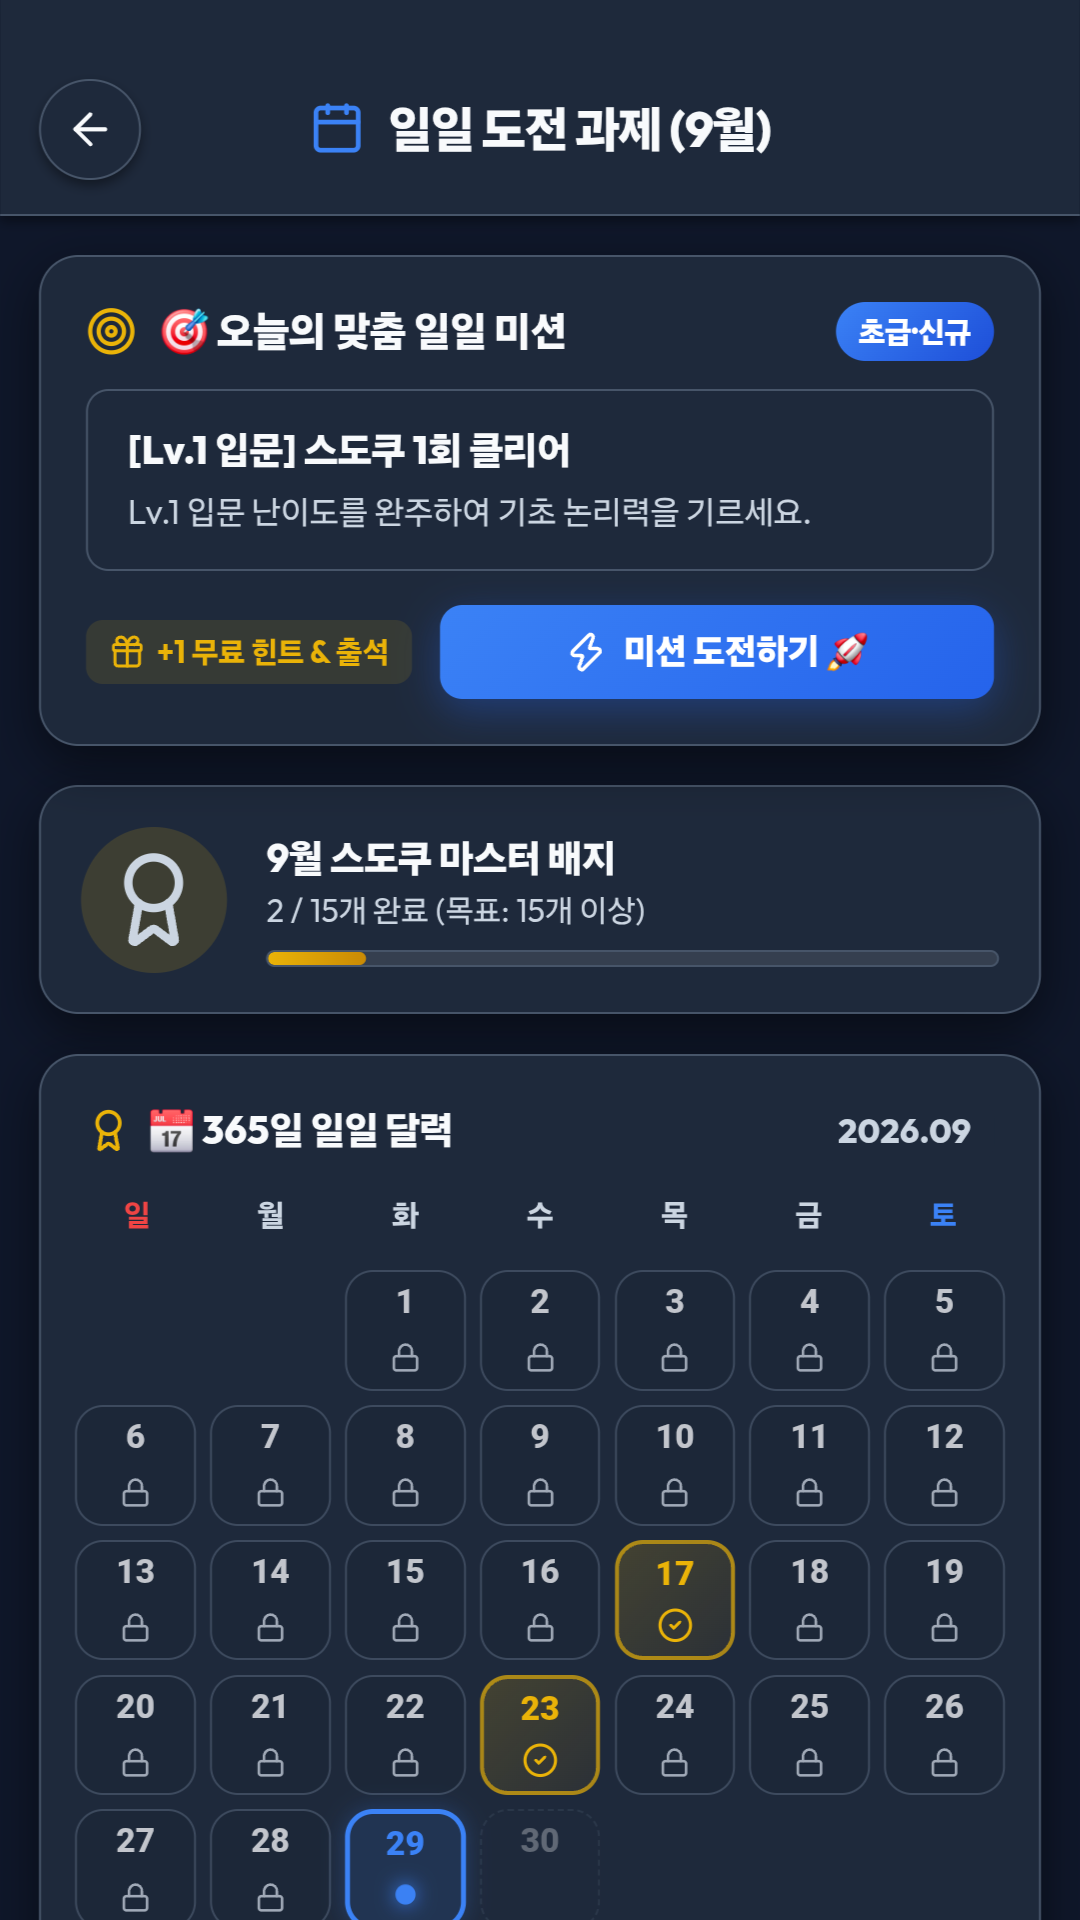 일일 도전 과제 (9월)
🎯 오늘의 맞춤 일일 미션
초급·신규
[Lv.1 입문] 스도쿠 1회 클리어
Lv.1 입문 난이도를 완주하여 기초 논리력을 기르세요.
+1 무료 힌트 & 출석
미션 도전하기 🚀
9월 스도쿠 마스터 배지
2 / 15개 완료 (목표: 15개 이상)
📅 365일 일일 달력
2026.09
일 월 화 수 목 금 토
1 2 3 4 5
6 7 8 9 10 11 12
13 14 15 16 17 18 19
20 21 22 23 24 25 26
27 28 29 30